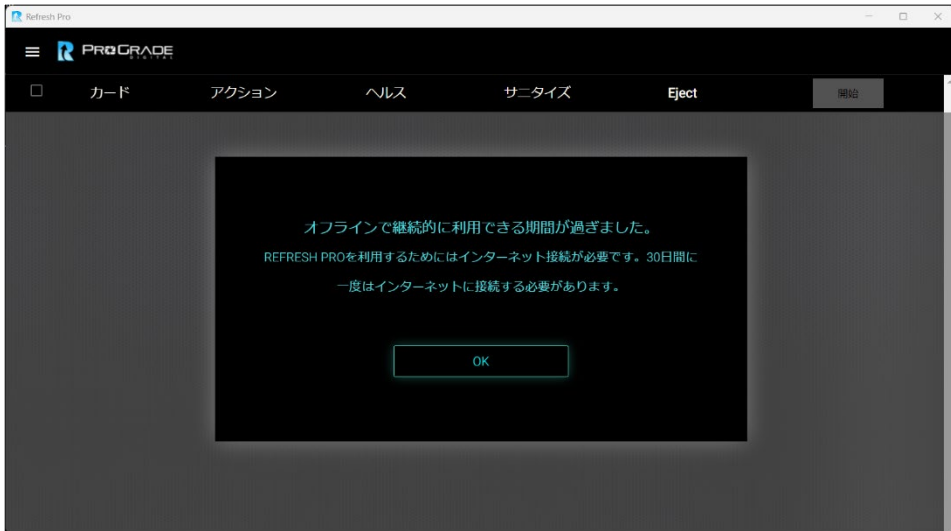 Refresh Pro
PROGRADE
DIGITAL
カード アクション ヘルス サニタイズ Eject 開始
オフラインで継続的に利用できる期間が過ぎました。
REFRESH PROを利用するためにはインターネット接続が必要です。30日間に
一度はインターネットに接続する必要があります。
OK